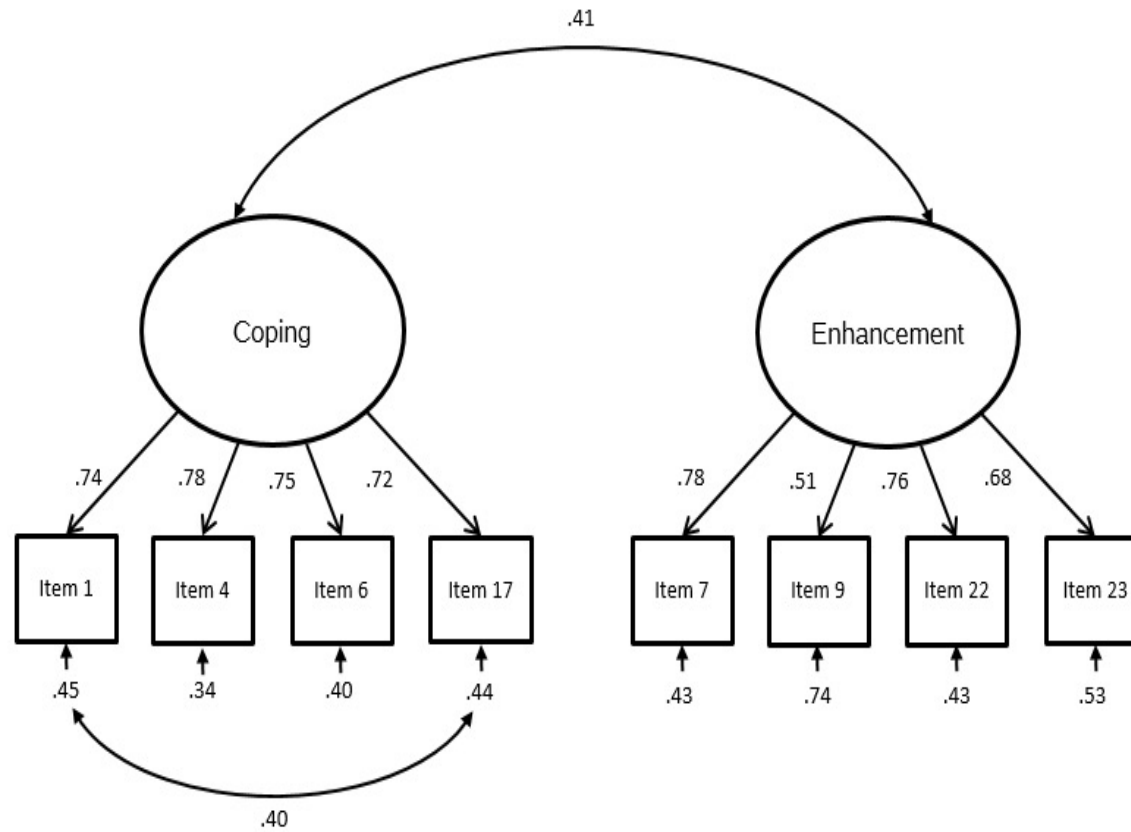 .41
Coping
Enhancement
.74
.78
.75
.72
.78
.51
.76
.68
Item 1
Item 4
Item 6
Item 17
Item 7
Item 9
Item 22
Item 23
.45
.34
.40
.44
.43
.74
.43
.53
.40